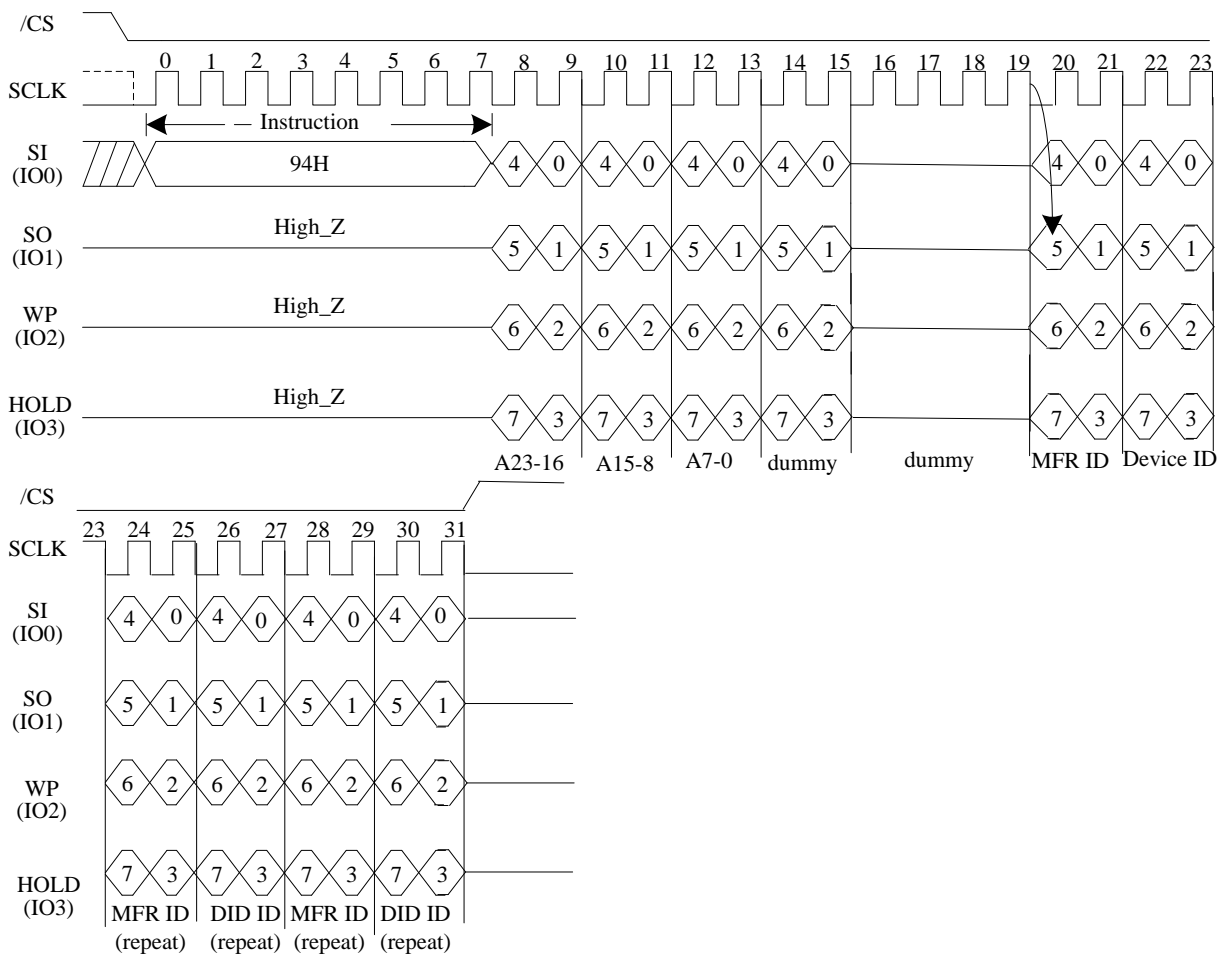 /CS
0 1 2 3 4 5 6 7 8 9 10 11 12 13 14 15 16 17 18 19 20 21 22 23
SCLK
Instruction
SI
(IO0)
94H
4 0 4 0 4 0 4 0 4 0 4 0
SO
(IO1)
High_Z
5 1 5 1 5 1 5 1 5 1 5 1
WP
(IO2)
High_Z
6 2 6 2 6 2 6 2 6 2 6 2
HOLD
(IO3)
High_Z
7 3 7 3 7 3 7 3 7 3 7 3
A23-16 A15-8 A7-0 dummy dummy MFR ID Device ID
/CS
23 24 25 26 27 28 29 30 31
SCLK
SI
(IO0)
4 0 4 0 4 0 4 0
SO
(IO1)
5 1 5 1 5 1 5 1
WP
(IO2)
6 2 6 2 6 2 6 2
HOLD
(IO3)
7 3 7 3 7 3 7 3
MFR ID DID ID MFR ID DID ID
(repeat) (repeat) (repeat) (repeat)